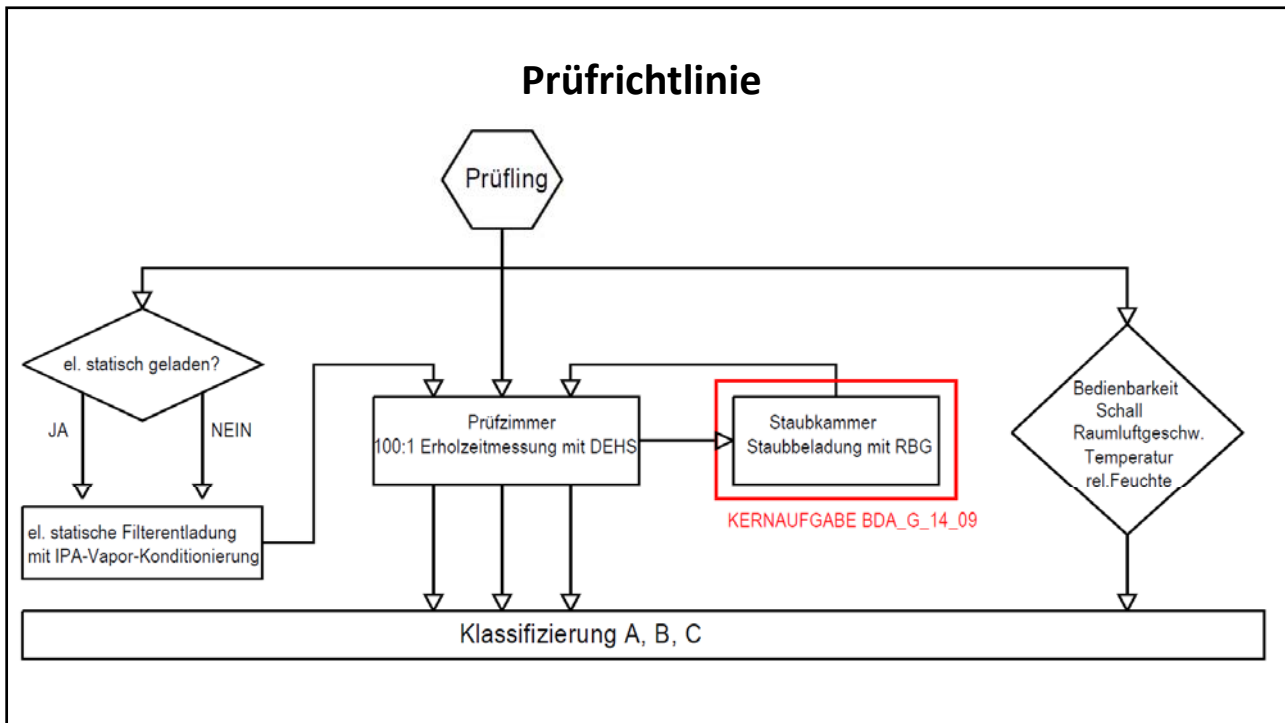 Prüfrichtlinie
Prüfling
el. statisch geladen?
JA
NEIN
el. statische Filterentladung
mit IPA-Vapor-Konditionierung
Prüfzimmer
100:1 Erholzeitmessung mit DEHS
Staubkammer
Staubbeladung mit RBG
KERNAUFGABE BDA_G_14_09
Bedienbarkeit
Schall
Raumluftgeschw.
Temperatur
rel.Feuchte
Klassifizierung A, B, C